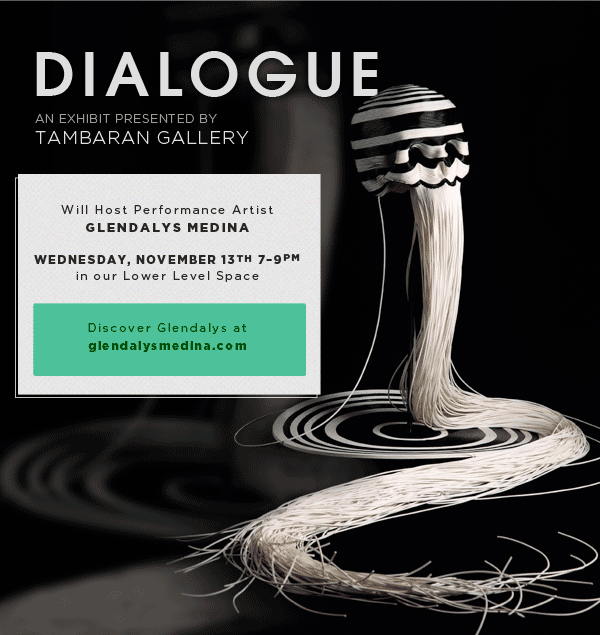 DIALOGUE
AN EXHIBIT PRESENTED BY
TAMBARAN GALLERY
Will Host Performance Artist
GLENDALYS MEDINA
WEDNESDAY, NOVEMBER 13TH 7–9PM
in our Lower Level Space
Discover Glendalys at
glendalysmedina.com